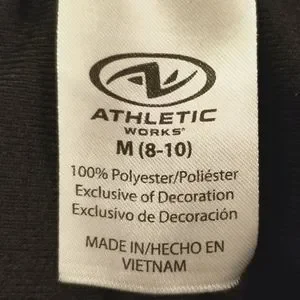 ATHLETIC
WORKS®
M (8-10)
100% Polyester/Poliéster
Exclusive of Decoration
Exclusivo de Decoración
MADE IN/HECHO EN
VIETNAM